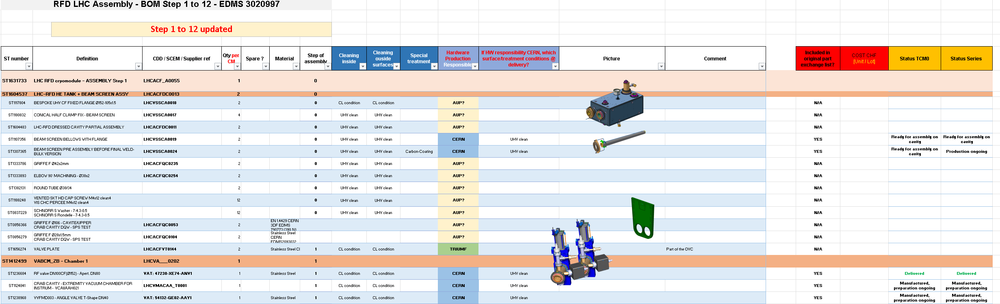 RFD LHC Assembly - BOM Step 1 to 12 - EDMS 3020997
Step 1 to 12 updated
ST number Definition CDD / SCEM / Supplier ref Qty per CM Spare ? Material Step of assembly Cleaning inside Cleaning ouside surfaces Special treatment Hardware Production Responsible If HW responsibility CERN, which surface/treatment conditions @ delivery? Picture Comment Included in original part exchange list? COST CHF [Unit / Lot] Status TCM0 Status Series
ST1631733 LHC RFD cryomodule - ASSEMBLY Step 1 LHCACF_A0055 1 0
ST1604537 LHC-RFD HE TANK + BEAM SCREEN ASSY LHCACFDC0013 2 0
ST1117804 BESPOKE UHV CF FIXED FLANGE Ø152-105x1.5 LHCVSSCA0018 2 0 CL condition CL condition AUP? N/A
ST1180832 CONICAL HALF CLAMP FIX - BEAM SCREEN LHCVSSCA0017 4 0 UHV clean UHV clean AUP? N/A
ST1604483 LHC-RFD DRESSED CAVITY PARTIAL ASSEMBLY LHCACFDC0011 2 0 UHV clean UHV clean AUP? N/A
ST1107356 BEAM SCREEN BELLOWS WITH FLANGE LHCVSSCA0019 2 0 UHV clean UHV clean CERN UHV clean YES Ready for assembly on cavity Ready for assembly on cavity
ST1307365 BEAM SCREEN PRE ASSEMBLY BEFORE FINAL WELD- BULK VERSION LHCVSSCA0024 2 0 UHV clean UHV clean Carbon-Coating CERN UHV clean YES Ready for assembly on cavity Production ongoing
ST1333786 GRIFFE F Ø42x2mm LHCACFQC0235 2 0 UHV clean UHV clean AUP? N/A
ST1333893 ELBOW 90° MACHINING - Ø38x2 LHCACFQC0254 2 0 UHV clean UHV clean AUP? N/A
ST1382131 ROUND TUBE Ø38/34 2 0 UHV clean UHV clean AUP? N/A
ST1188248 VENTED SKT HD CAP SCREW M4x12 clean4 VIS CHC PERCEE M4x12 clean4 12 0 UHV clean UHV clean AUP? N/A
ST0837229 SCHNORR S Washer - 7-4.3-0.5 SCHNORR S Rondelle - 7-4.3-0.5 12 0 UHV clean UHV clean AUP? N/A
ST0856366 GRIFFE F Ø106 - CAVITE/UPPER CRAB CAVITY DQW - SPS TEST LHCACFQC0053 2 EN 1.4429 CERN 3DF EDMS 790773 (316LN) AUP? N/A
ST0856279 GRIFFE F Ø28x1.5mm CRAB CAVITY DQW - SPS TEST LHCACFQC0104 2 Stainless Steel CERN EDMS2093032 AUP? N/A
ST1656274 VALVE PLATE LHCACFVT0144 2 Stainless Steel Cl 1 CL condition CL condition TRIUMF Part of the OVC N/A
ST1412499 VABCM_ZB - Chamber 1 LHCVA___0202 1 1
ST1236684 RF valve DN100CF(Ø152) - Apert. DN80 VAT: 47238-XE74-ANV1 1 Stainless Steel 1 CL condition CL condition CERN UHV clean YES Delivered Delivered
ST1124841 CRAB CAVITY - EXTREMITY VACUUM CHAMBER FOR INSTRUM - VCAIIAAH021 LHCVMACAA_T0001 1 1 CL condition CL condition CERN UHV clean YES Manufactured, preparation ongoing Manufactured, preparation ongoing
ST1238968 VVFMD003 - ANGLE VALVE T-Shape DN40 VAT: 54132-GE02-AAY1 1 Stainless Steel 1 CL condition CL condition CERN UHV clean YES Manufactured, preparation ongoing Manufactured, preparation ongoing